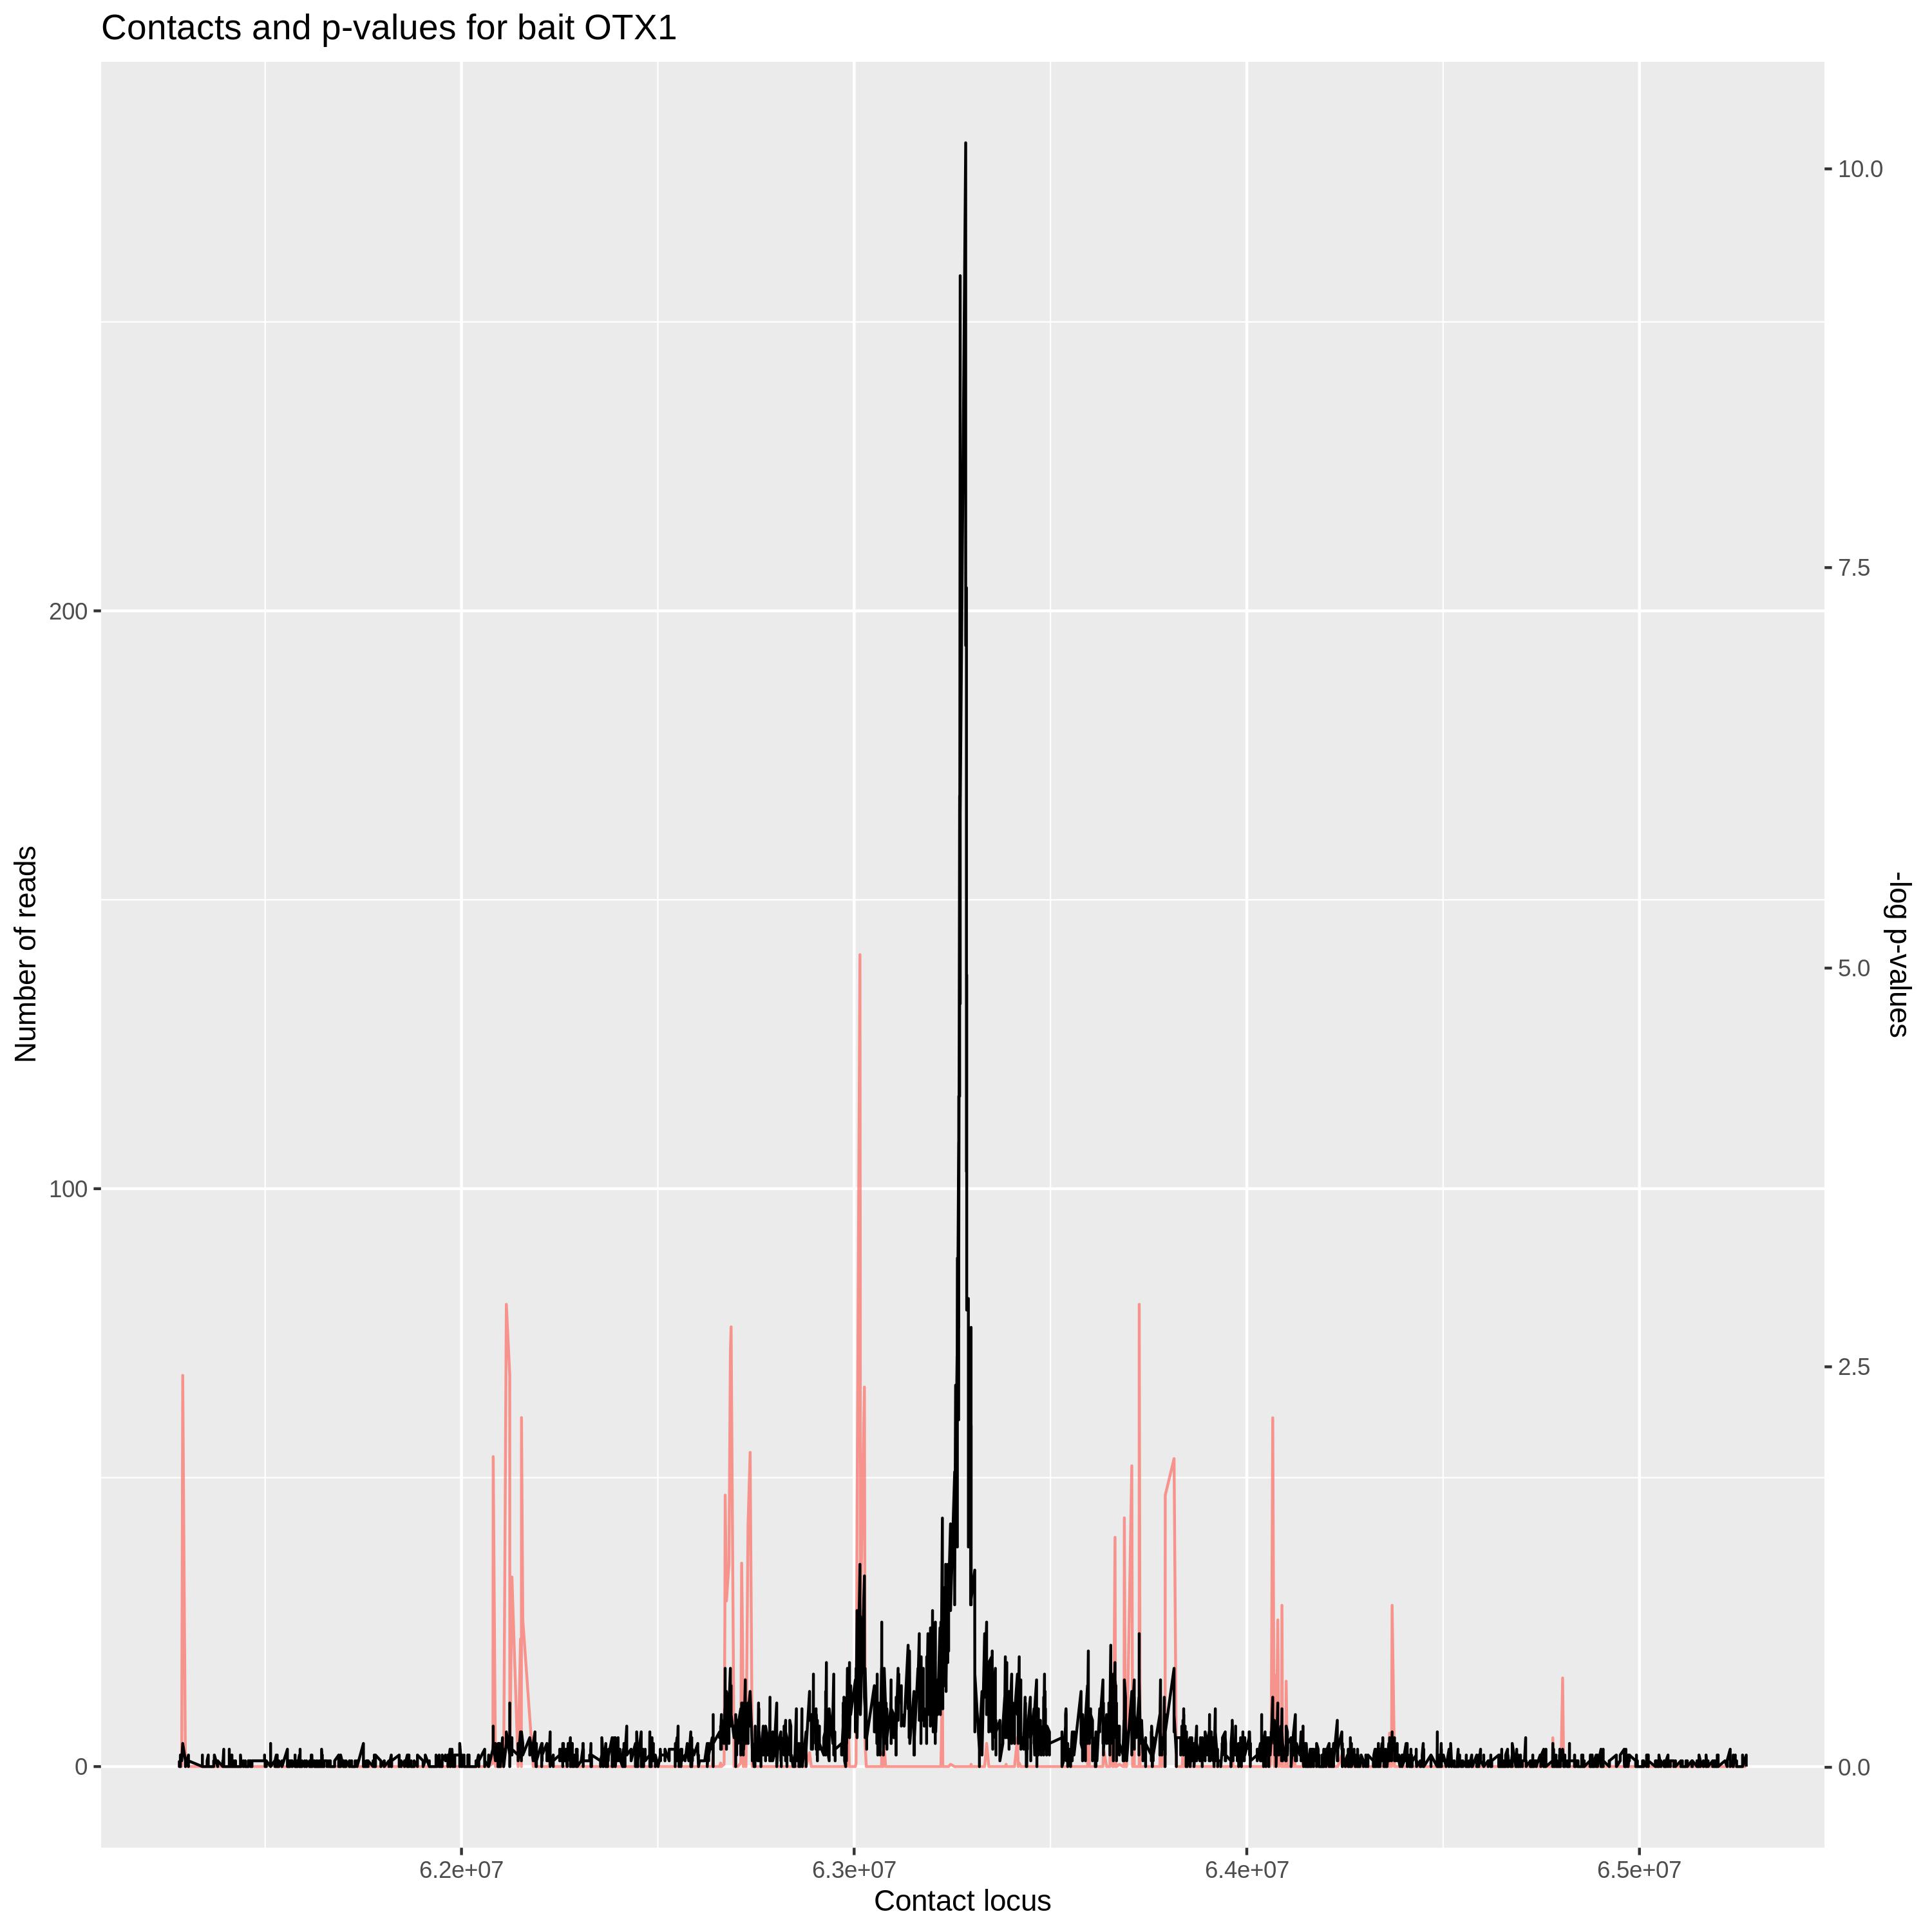 Contacts and p-values for bait OTX1
Number of reads
200
100
0
10.0
7.5
5.0
2.5
0.0
-log p-values
6.2e+07
6.3e+07
6.4e+07
6.5e+07
Contact locus